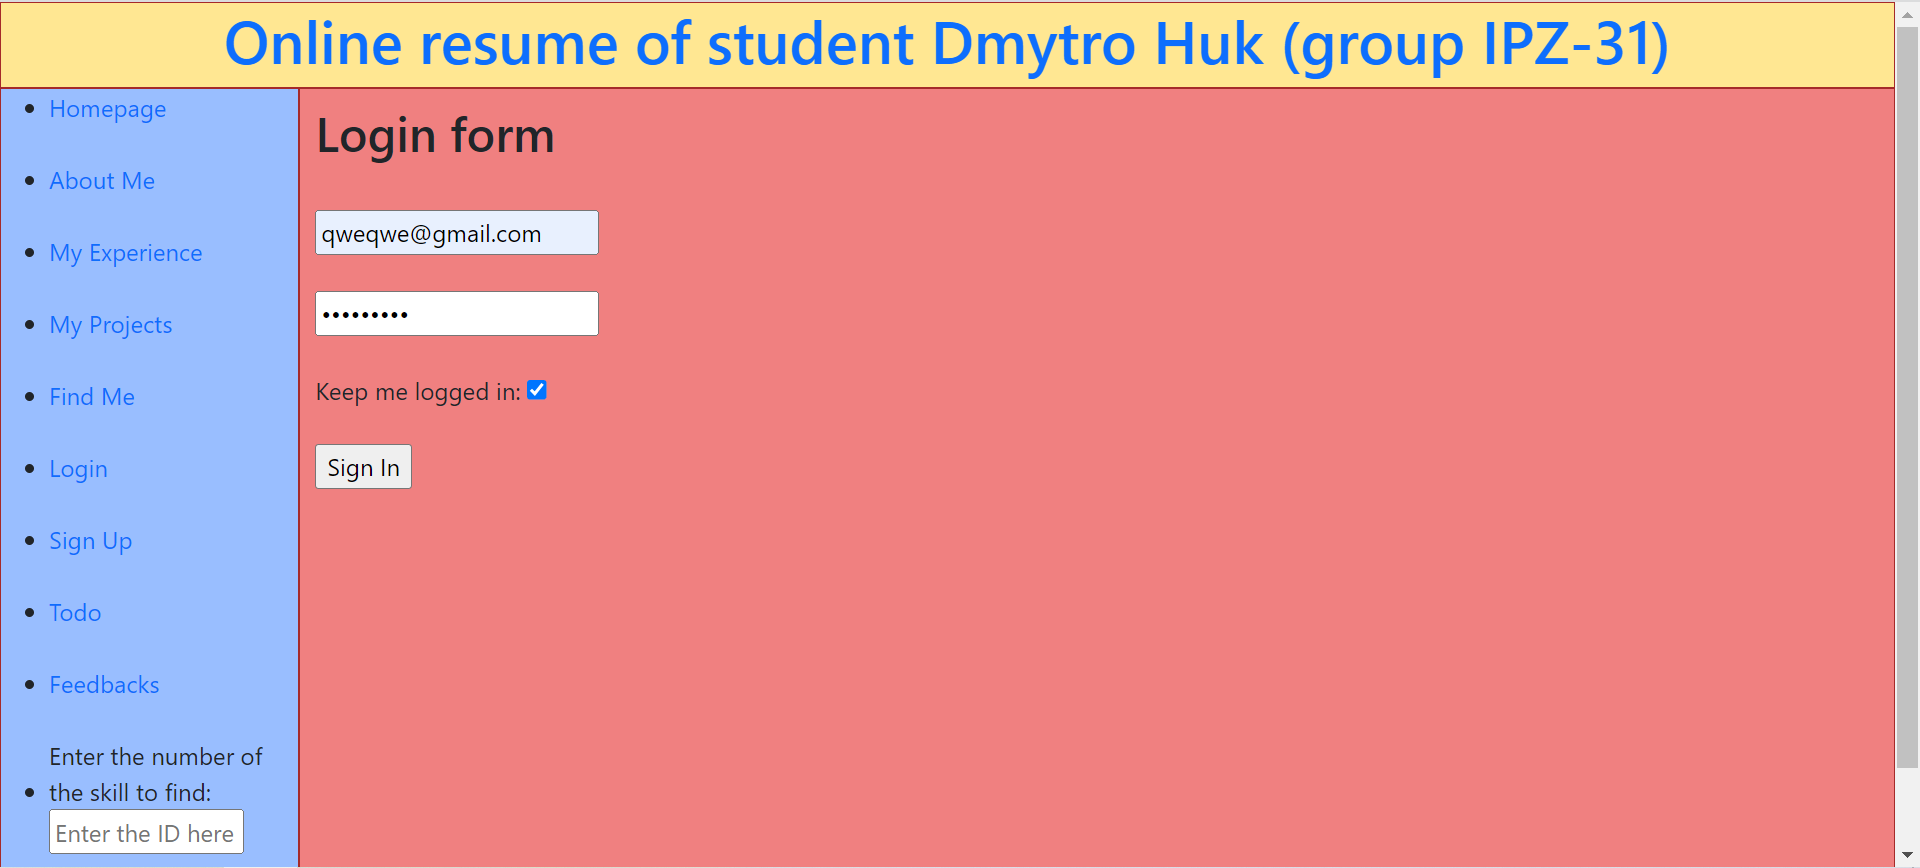 Online resume of student Dmytro Huk (group IPZ-31)
Homepage
About Me
My Experience
My Projects
Find Me
Login
Sign Up
Todo
Feedbacks
Enter the number of
the skill to find:
Enter the ID here
Login form
qweqwe@gmail.com
•••••••••
Keep me logged in:
Sign In